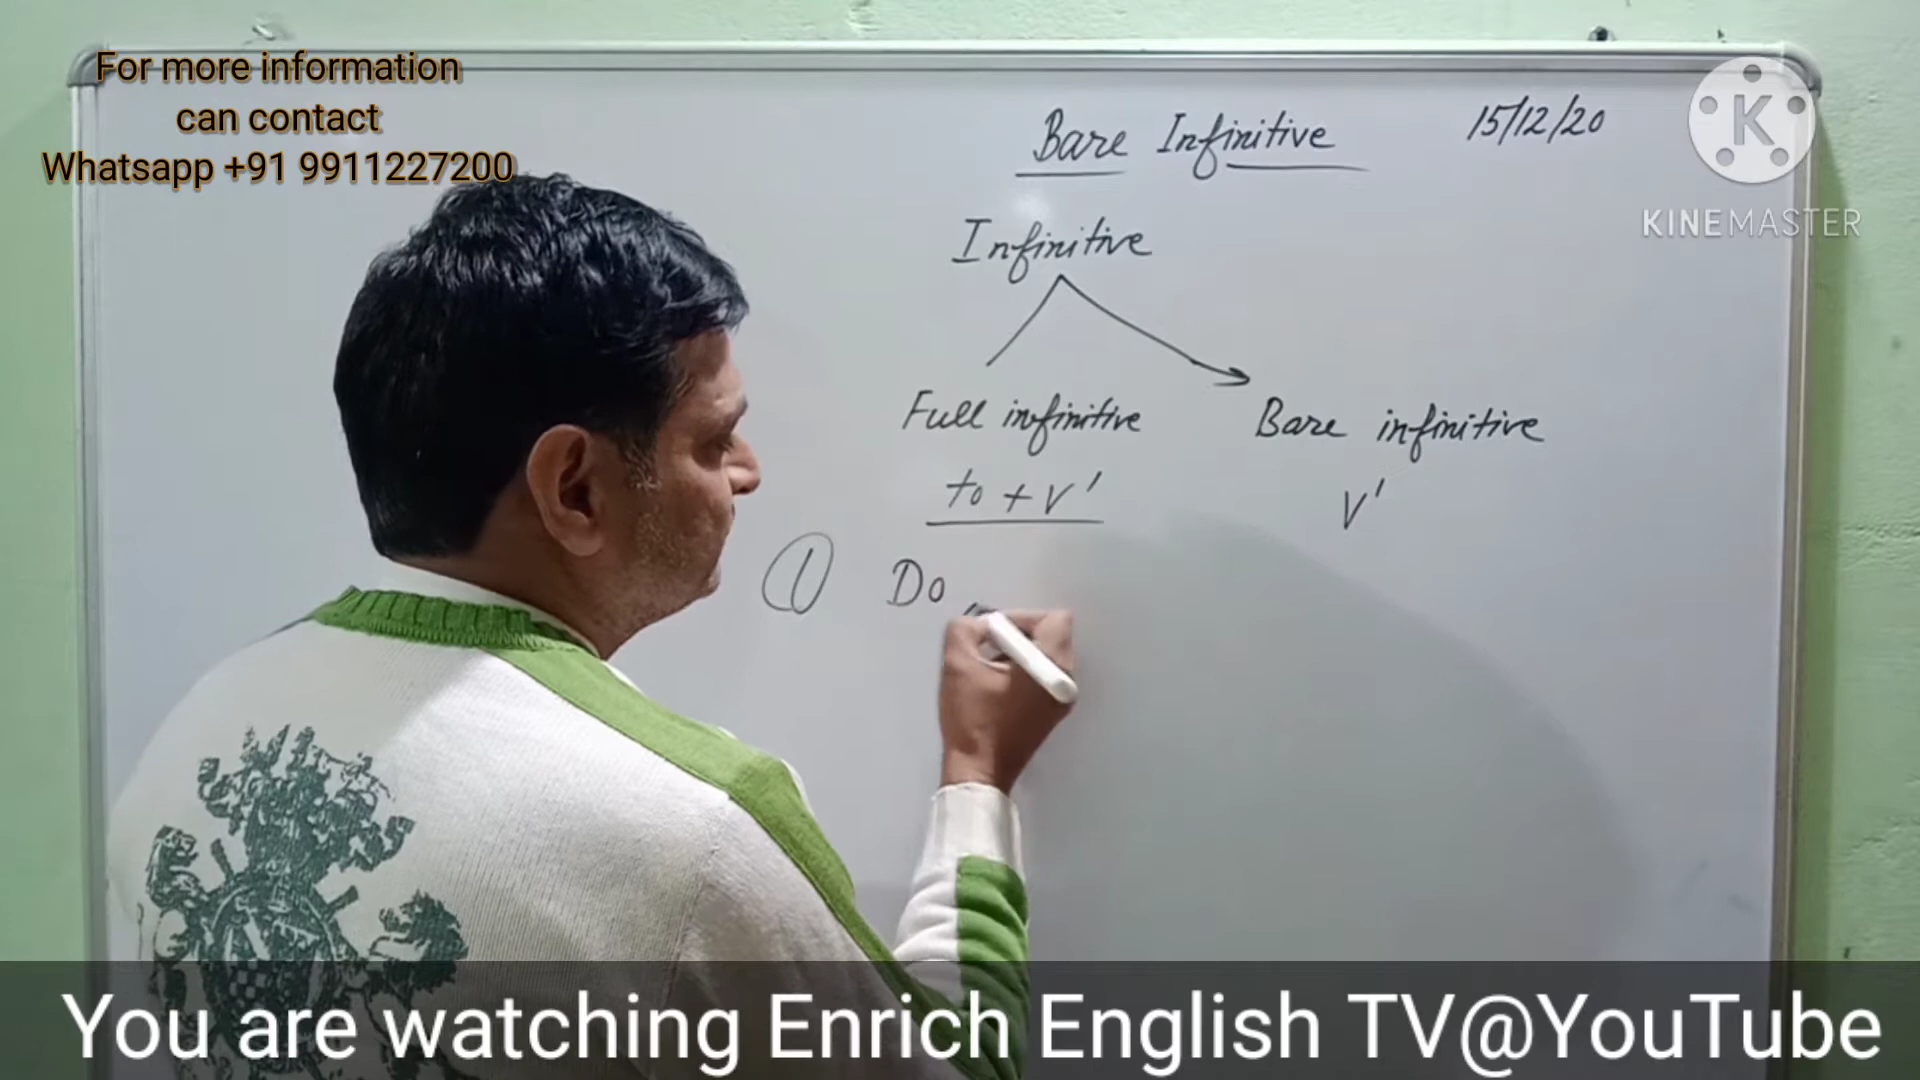 For more information
can contact
Whatsapp +91 9911227200
Bare Infinitive 15/12/20
K
KINEMASTER
Infinitive
Full infinitive Bare infinitive
to + V' V'
1 Do
You are watching Enrich English TV@YouTube